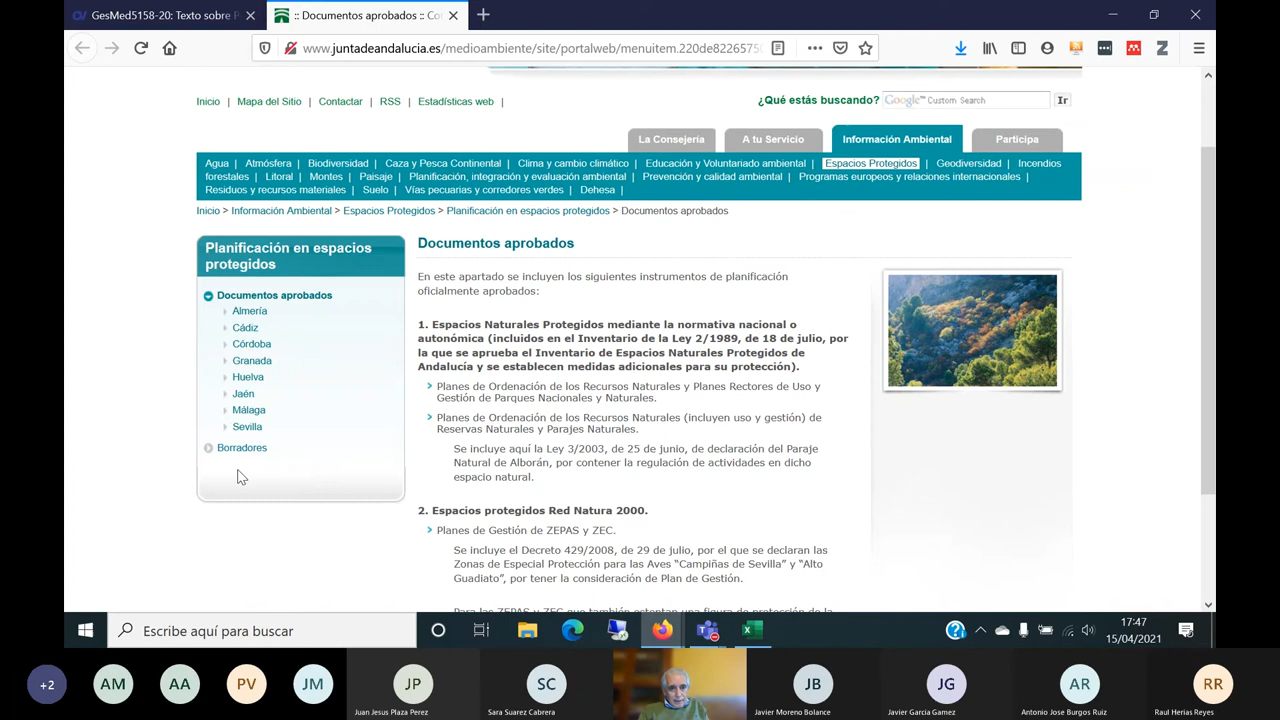 GesMed5158-20: Texto sobre P
:: Documentos aprobados :: Co
www.juntadeandalucia.es/medioambiente/site/portalweb/menuitem.220de8226575
Inicio | Mapa del Sitio | Contactar | RSS | Estadísticas web |
¿Qué estás buscando? Google™ Custom Search Ir
La Consejería A tu Servicio Información Ambiental Participa
Agua | Atmósfera | Biodiversidad | Caza y Pesca Continental | Clima y cambio climático | Educación y Voluntariado ambiental | Espacios Protegidos | Geodiversidad | Incendios
forestales | Litoral | Montes | Paisaje | Planificación, integración y evaluación ambiental | Prevención y calidad ambiental | Programas europeos y relaciones internacionales |
Residuos y recursos materiales | Suelo | Vías pecuarias y corredores verdes | Dehesa |
Inicio > Información Ambiental > Espacios Protegidos > Planificación en espacios protegidos > Documentos aprobados
Planificación en espacios
protegidos
Documentos aprobados
Almería
Cádiz
Córdoba
Granada
Huelva
Jaén
Málaga
Sevilla
Borradores
Documentos aprobados
En este apartado se incluyen los siguientes instrumentos de planificación
oficialmente aprobados:
1. Espacios Naturales Protegidos mediante la normativa nacional o
autonómica (incluidos en el Inventario de la Ley 2/1989, de 18 de julio, por
la que se aprueba el Inventario de Espacios Naturales Protegidos de
Andalucía y se establecen medidas adicionales para su protección).
Planes de Ordenación de los Recursos Naturales y Planes Rectores de Uso y
Gestión de Parques Nacionales y Naturales.
Planes de Ordenación de los Recursos Naturales (incluyen uso y gestión) de
Reservas Naturales y Parajes Naturales.
Se incluye aquí la Ley 3/2003, de 25 de junio, de declaración del Paraje
Natural de Alborán, por contener la regulación de actividades en dicho
espacio natural.
2. Espacios protegidos Red Natura 2000.
Planes de Gestión de ZEPAS y ZEC.
Se incluye el Decreto 429/2008, de 29 de julio, por el que se declaran las
Zonas de Especial Protección para las Aves “Campiñas de Sevilla” y “Alto
Guadiato”, por tener la consideración de Plan de Gestión.
Para las ZEPAS y ZEC que también ostentan una figura de protección de la
Escribe aquí para buscar
17:47
15/04/2021
+2 AM AA PV JM JP SC JB JG AR RR
Juan Jesus Plaza Perez Sara Suarez Cabrera Javier Moreno Bolance Javier Garcia Gamez Antonio Jose Burgos Ruiz Raul Herias Reyes